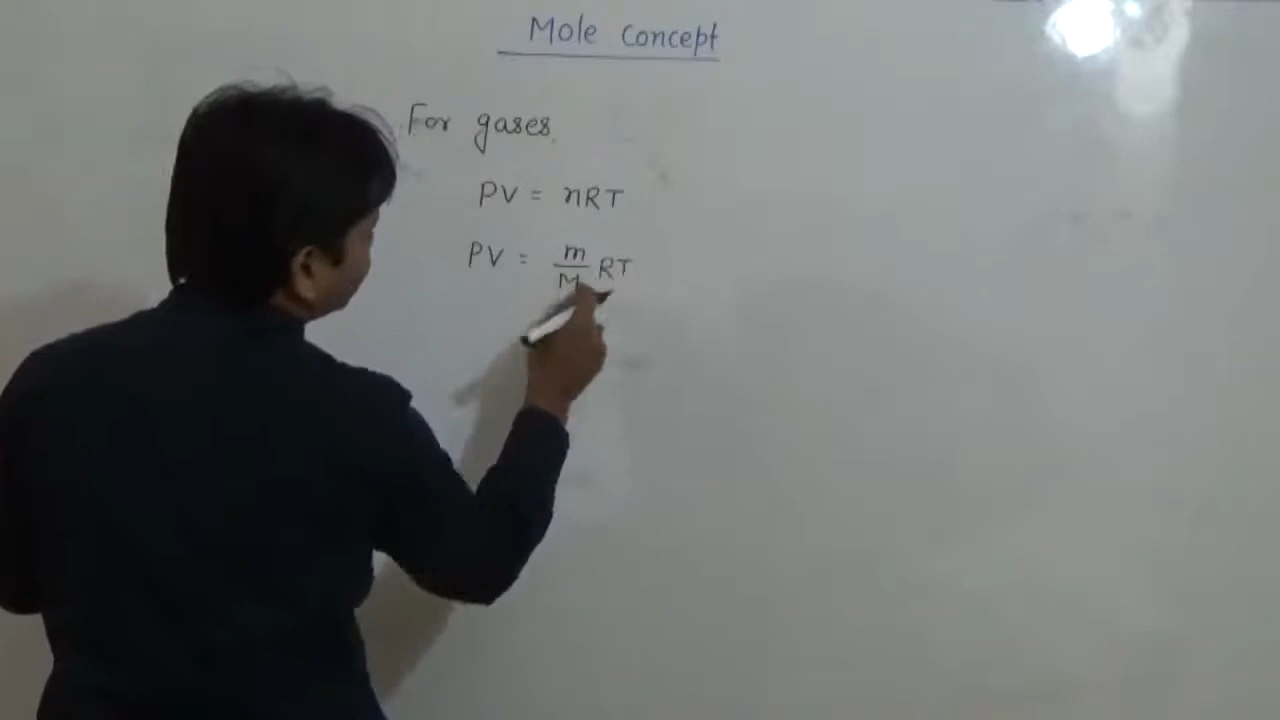 Mole Concept
For gases.
PV = nRT
PV = m/M RT